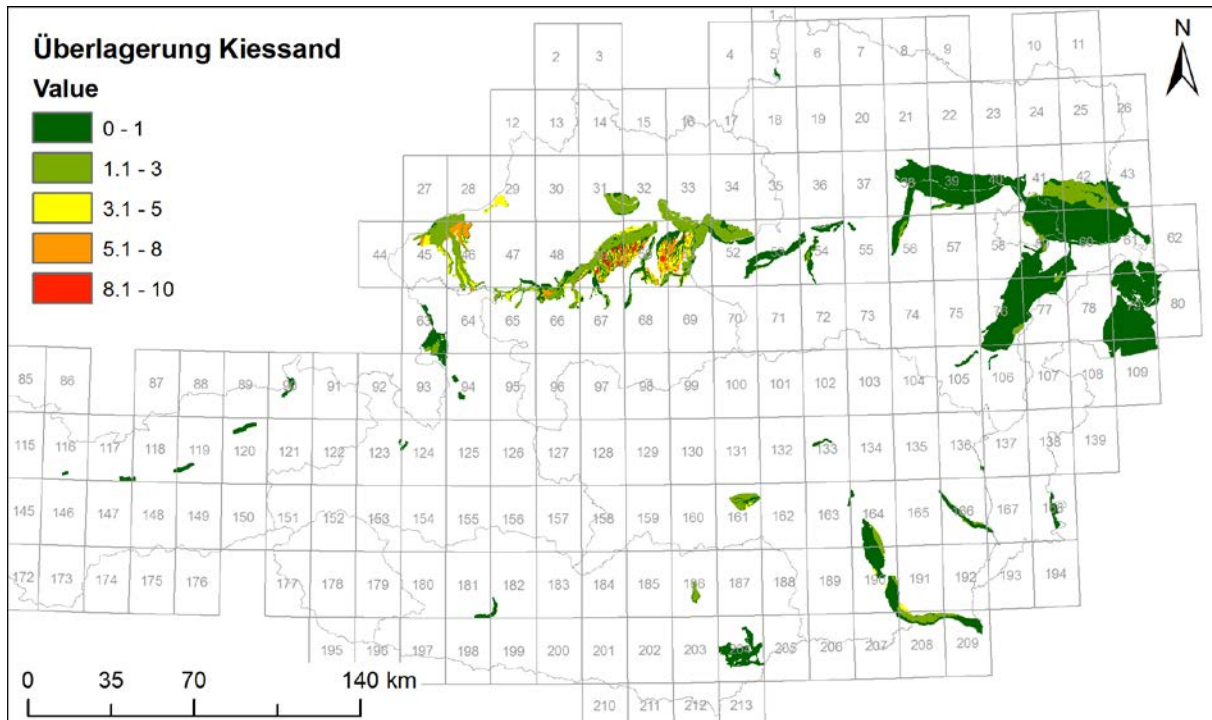 Überlagerung Kiessand
Value
0 - 1
1.1 - 3
3.1 - 5
5.1 - 8
8.1 - 10
N
1
2 3 4 5 6 7 8 9 10 11
12 13 14 15 16 17 18 19 20 21 22 23 24 25 26
27 28 29 30 31 32 33 34 35 36 37 38 39 40 41 42 43
44 45 46 47 48 52 53 54 55 56 57 58 59 60 61 62
63 64 65 66 67 68 69 70 71 72 73 74 75 76 77 78 79 80
85 86 87 88 89 90 91 92 93 94 95 96 97 98 99 100 101 102 103 104 105 106 107 108 109
115 116 117 118 119 120 121 122 123 124 125 126 127 128 129 130 131 132 133 134 135 136 137 138 139
145 146 147 148 149 150 151 152 153 154 155 156 157 158 159 160 161 162 163 164 165 166 167 168
172 173 174 175 176 177 178 179 180 181 182 183 184 185 186 187 188 189 190 191 192 193 194
195 196 197 198 199 200 201 202 203 204 205 206 207 208 209
210 211 212 213
0 35 70 140 km